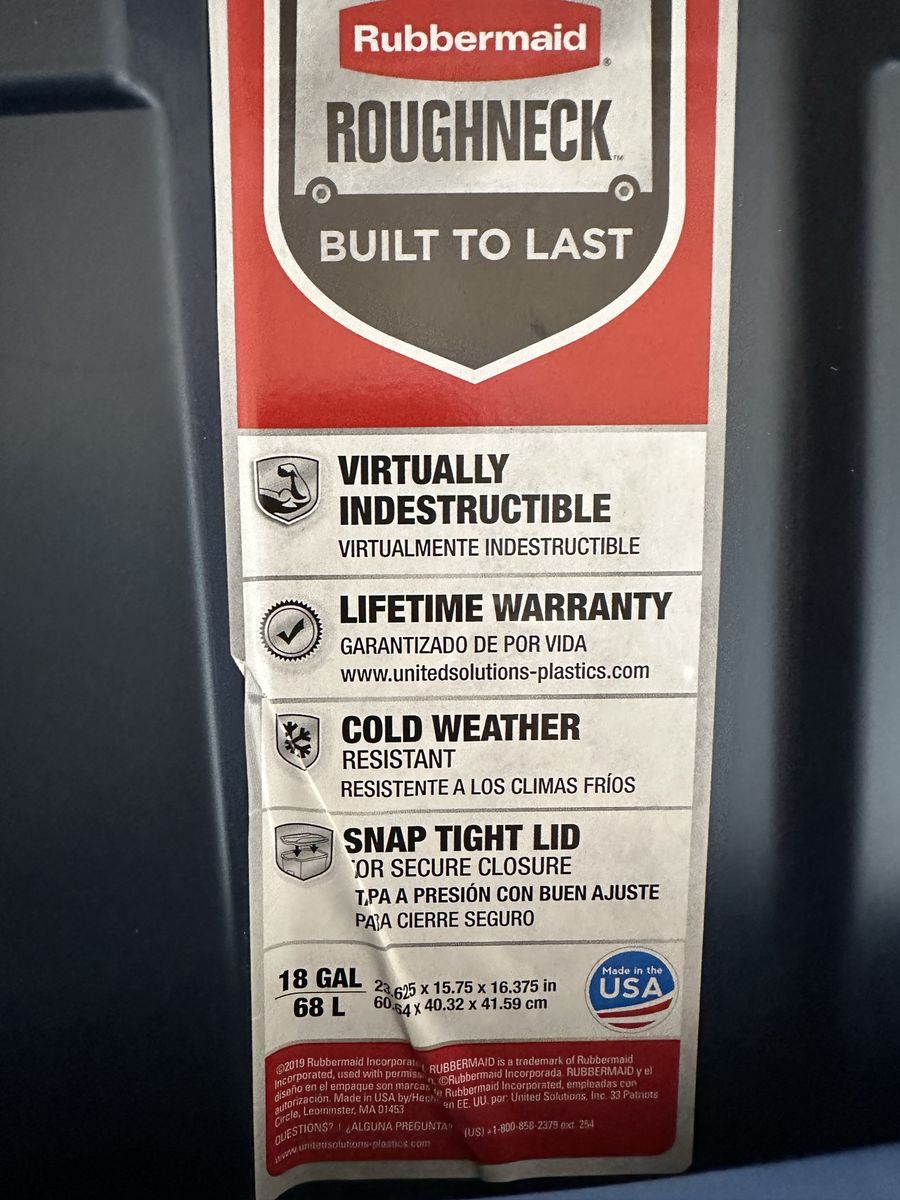 Rubbermaid®
ROUGHNECK™
BUILT TO LAST
VIRTUALLY
INDESTRUCTIBLE
VIRTUALMENTE INDESTRUCTIBLE
LIFETIME WARRANTY
GARANTIZADO DE POR VIDA
www.unitedsolutions-plastics.com
COLD WEATHER
RESISTANT
RESISTENTE A LOS CLIMAS FRÍOS
SNAP TIGHT LID
OR SECURE CLOSURE
TAPA A PRESIÓN CON BUEN AJUSTE
PARA CIERRE SEGURO
18 GAL
68 L
23.625 x 15.75 x 16.375 in
60.64 x 40.32 x 41.59 cm
Made in the
USA
©2019 Rubbermaid Incorporated. RUBBERMAID is a trademark of Rubbermaid
Incorporated, used with permission. ©Rubbermaid Incorporada. RUBBERMAID y el
diseño en el empaque son marcas de Rubbermaid Incorporated, empleadas con
autorización. Made in USA by/Hecho en EE. UU. por: United Solutions, Inc. 33 Patriots
Circle, Leominster, MA 01453
QUESTIONS? | ¿ALGUNA PREGUNTA? (US) +1-800-858-2379 ext. 254
www.unitedsolutions-plastics.com